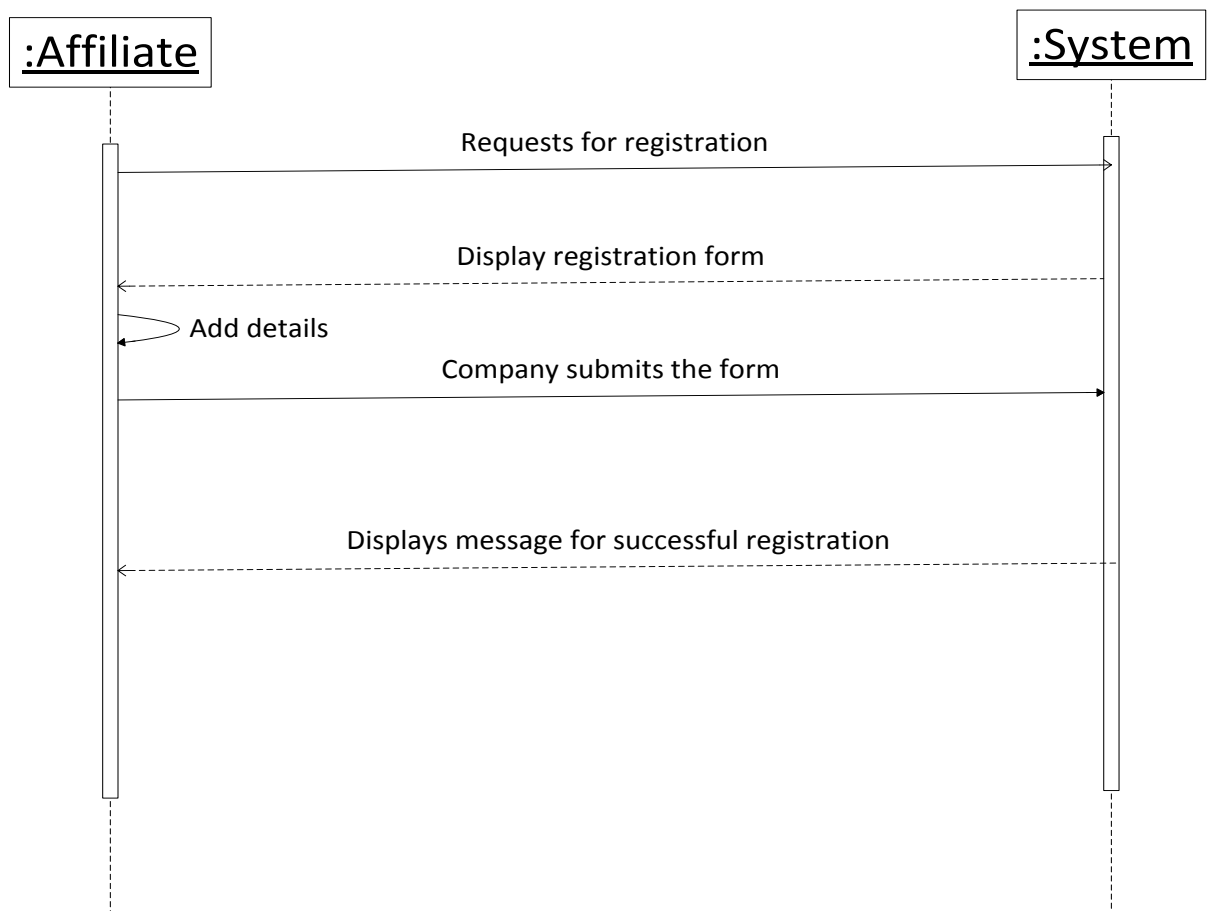 :Affiliate
:System
Requests for registration
Display registration form
Add details
Company submits the form
Displays message for successful registration